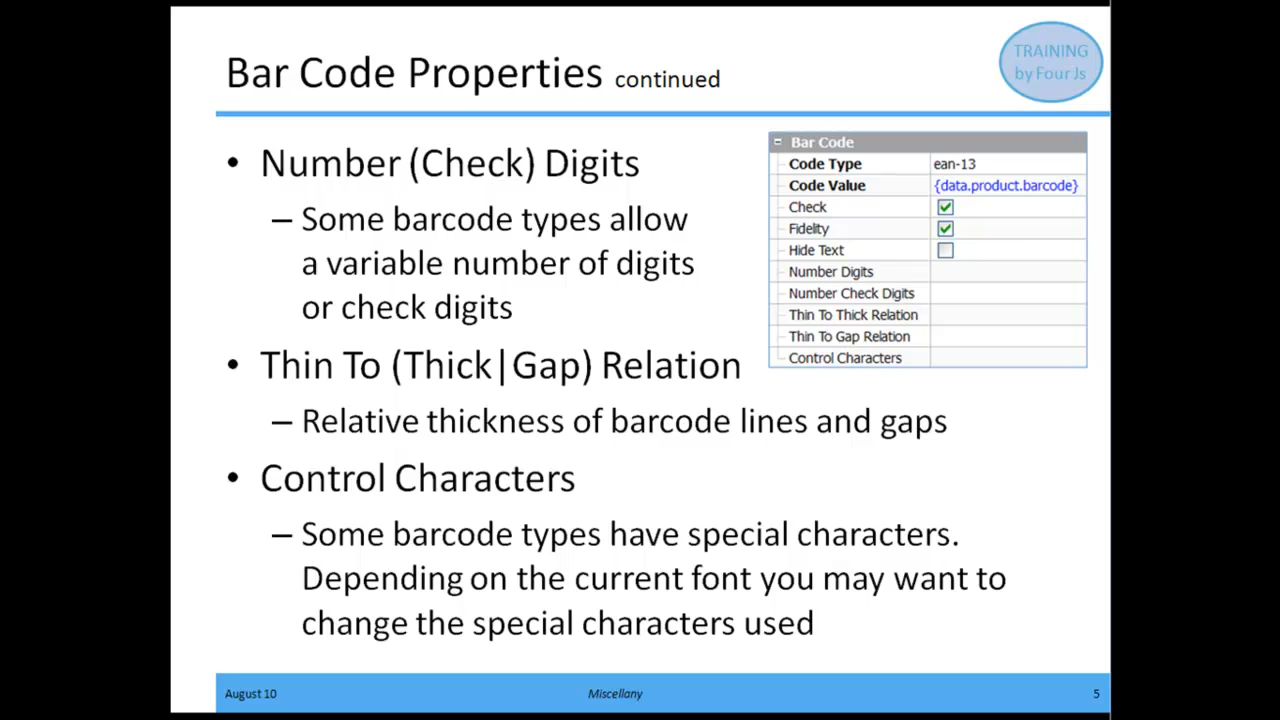 Bar Code Properties continued
TRAINING
by Four Js
• Number (Check) Digits
– Some barcode types allow
a variable number of digits
or check digits
• Thin To (Thick|Gap) Relation
– Relative thickness of barcode lines and gaps
• Control Characters
– Some barcode types have special characters.
Depending on the current font you may want to
change the special characters used
Bar Code
Code Type ean-13
Code Value {data.product.barcode}
Check
Fidelity
Hide Text
Number Digits
Number Check Digits
Thin To Thick Relation
Thin To Gap Relation
Control Characters
August 10 Miscellany 5